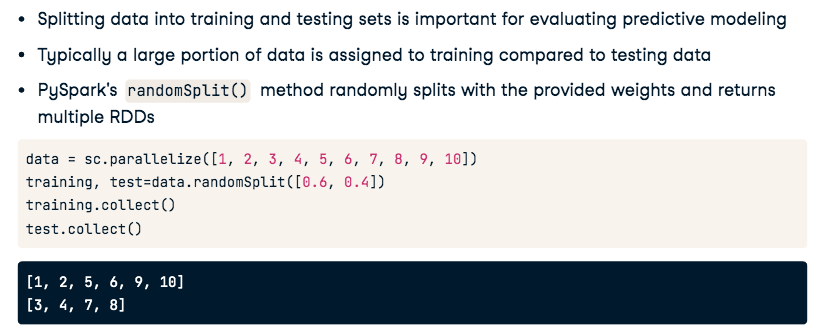 • Splitting data into training and testing sets is important for evaluating predictive modeling
• Typically a large portion of data is assigned to training compared to testing data
• PySpark's randomSplit() method randomly splits with the provided weights and returns
multiple RDDs
data = sc.parallelize([1, 2, 3, 4, 5, 6, 7, 8, 9, 10])
training, test=data.randomSplit([0.6, 0.4])
training.collect()
test.collect()
[1, 2, 5, 6, 9, 10]
[3, 4, 7, 8]